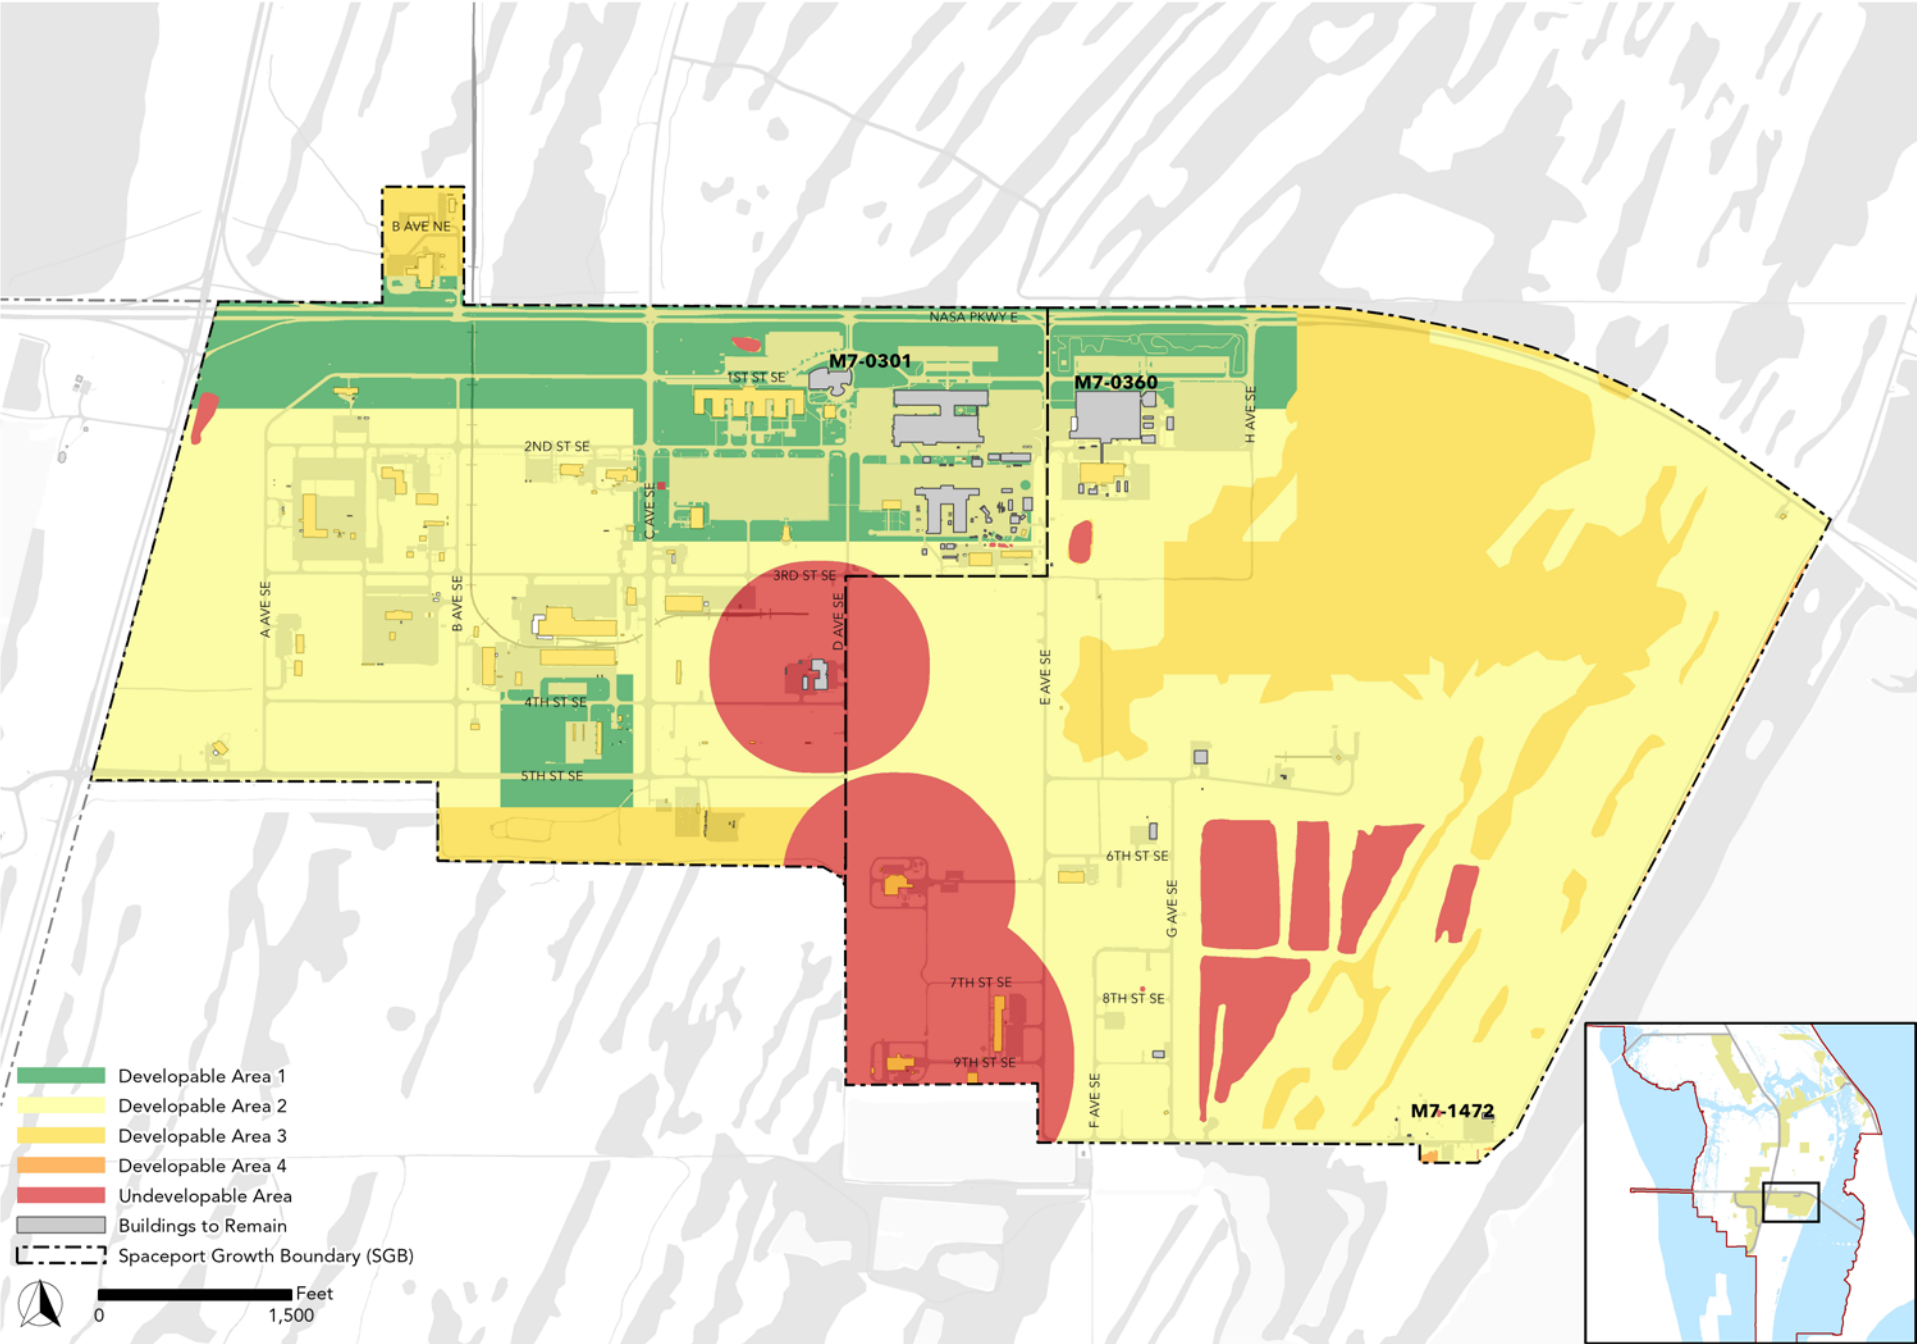 B AVE NE
NASA PKWY E
M7-0301
1ST ST SE
M7-0360
H AVE SE
2ND ST SE
C AVE SE
3RD ST SE
A AVE SE
B AVE SE
D AVE SE
E AVE SE
4TH ST SE
5TH ST SE
6TH ST SE
G AVE SE
7TH ST SE
8TH ST SE
9TH ST SE
F AVE SE
M7-1472
Developable Area 1
Developable Area 2
Developable Area 3
Developable Area 4
Undevelopable Area
Buildings to Remain
Spaceport Growth Boundary (SGB)
Feet
0 1,500